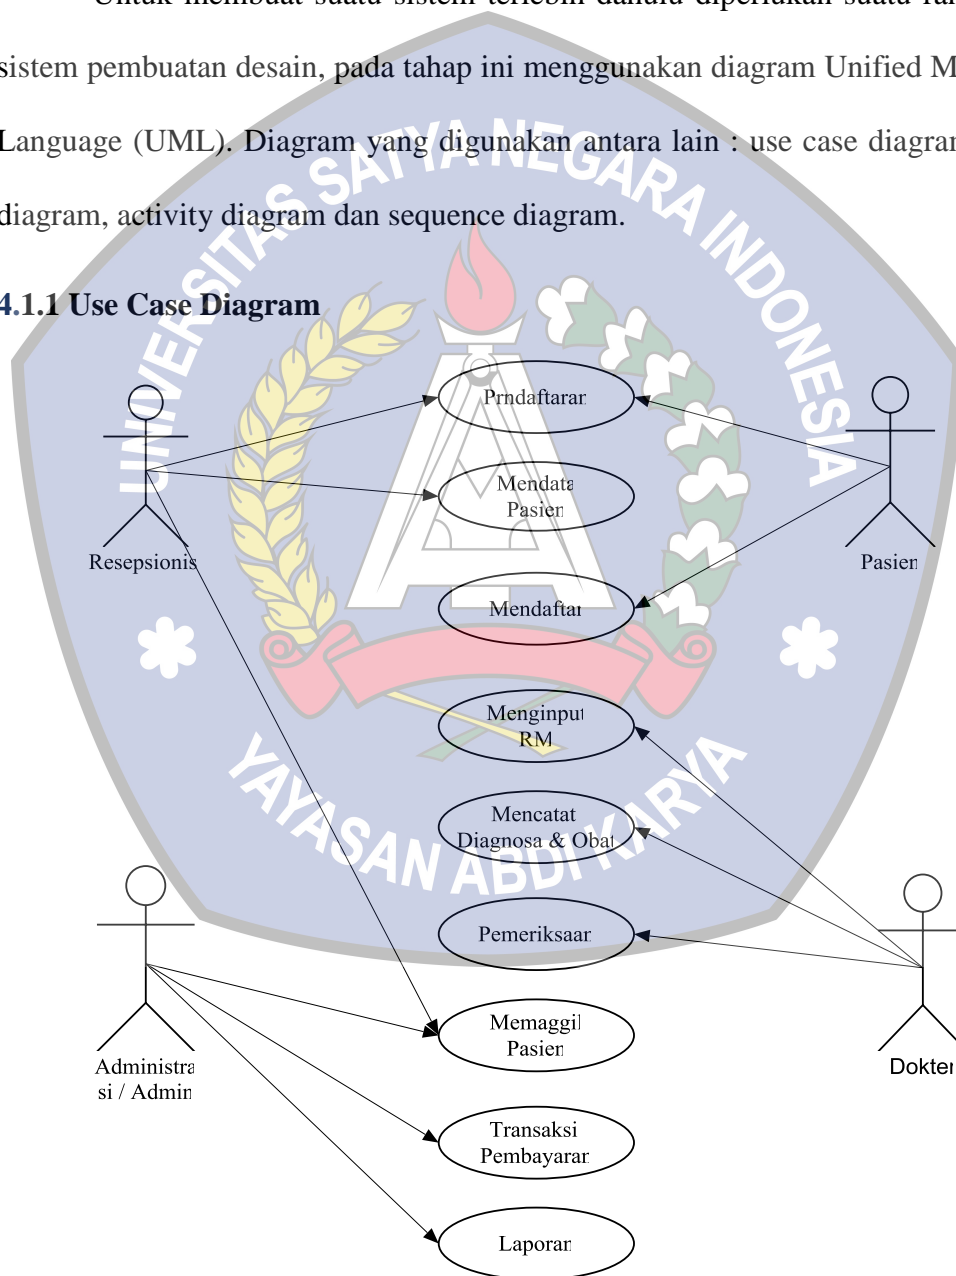 Untuk membuat suatu sistem terlebih dahulu diperlukan suatu
sistem pembuatan desain, pada tahap ini menggunakan diagram Unified M
Language (UML). Diagram yang digunakan antara lain : use case diagram
diagram, activity diagram dan sequence diagram.
4.1.1 Use Case Diagram
UNIVERSITAS SATYA NEGARA INDONESIA
Prndaftaran
Mendata
Pasien
Resepsionis
Pasien
Mendaftar
Menginput
RM
Mencatat
Diagnosa & Obat
YAYASAN ABDI KARYA
Pemeriksaan
Memaggil
Pasien
Administra
si / Admin
Dokter
Transaksi
Pembayaran
Laporan